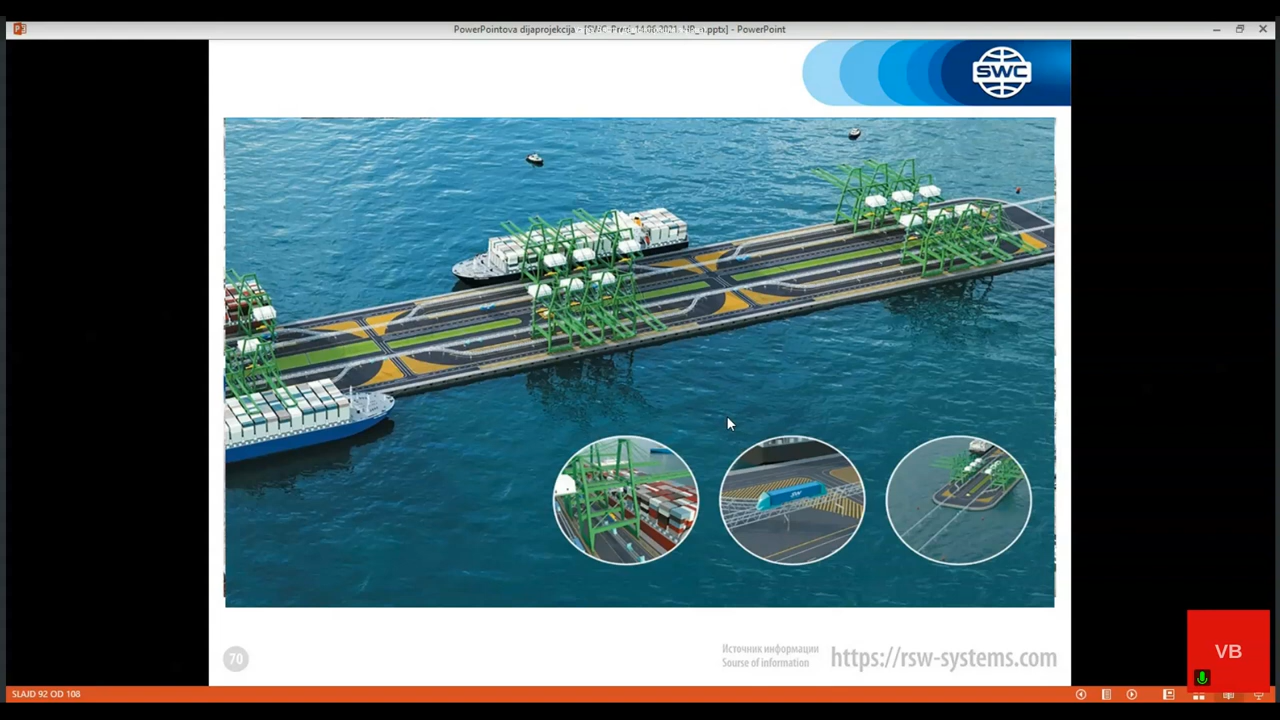 PowerPointova dijaprojekcija - [SWC-Prez_14.06.2021_HR_n.pptx] - PowerPoint
SWC
70
Источник информации
Sourse of information
https://rsw-systems.com
VB
SLAJD 92 OD 108